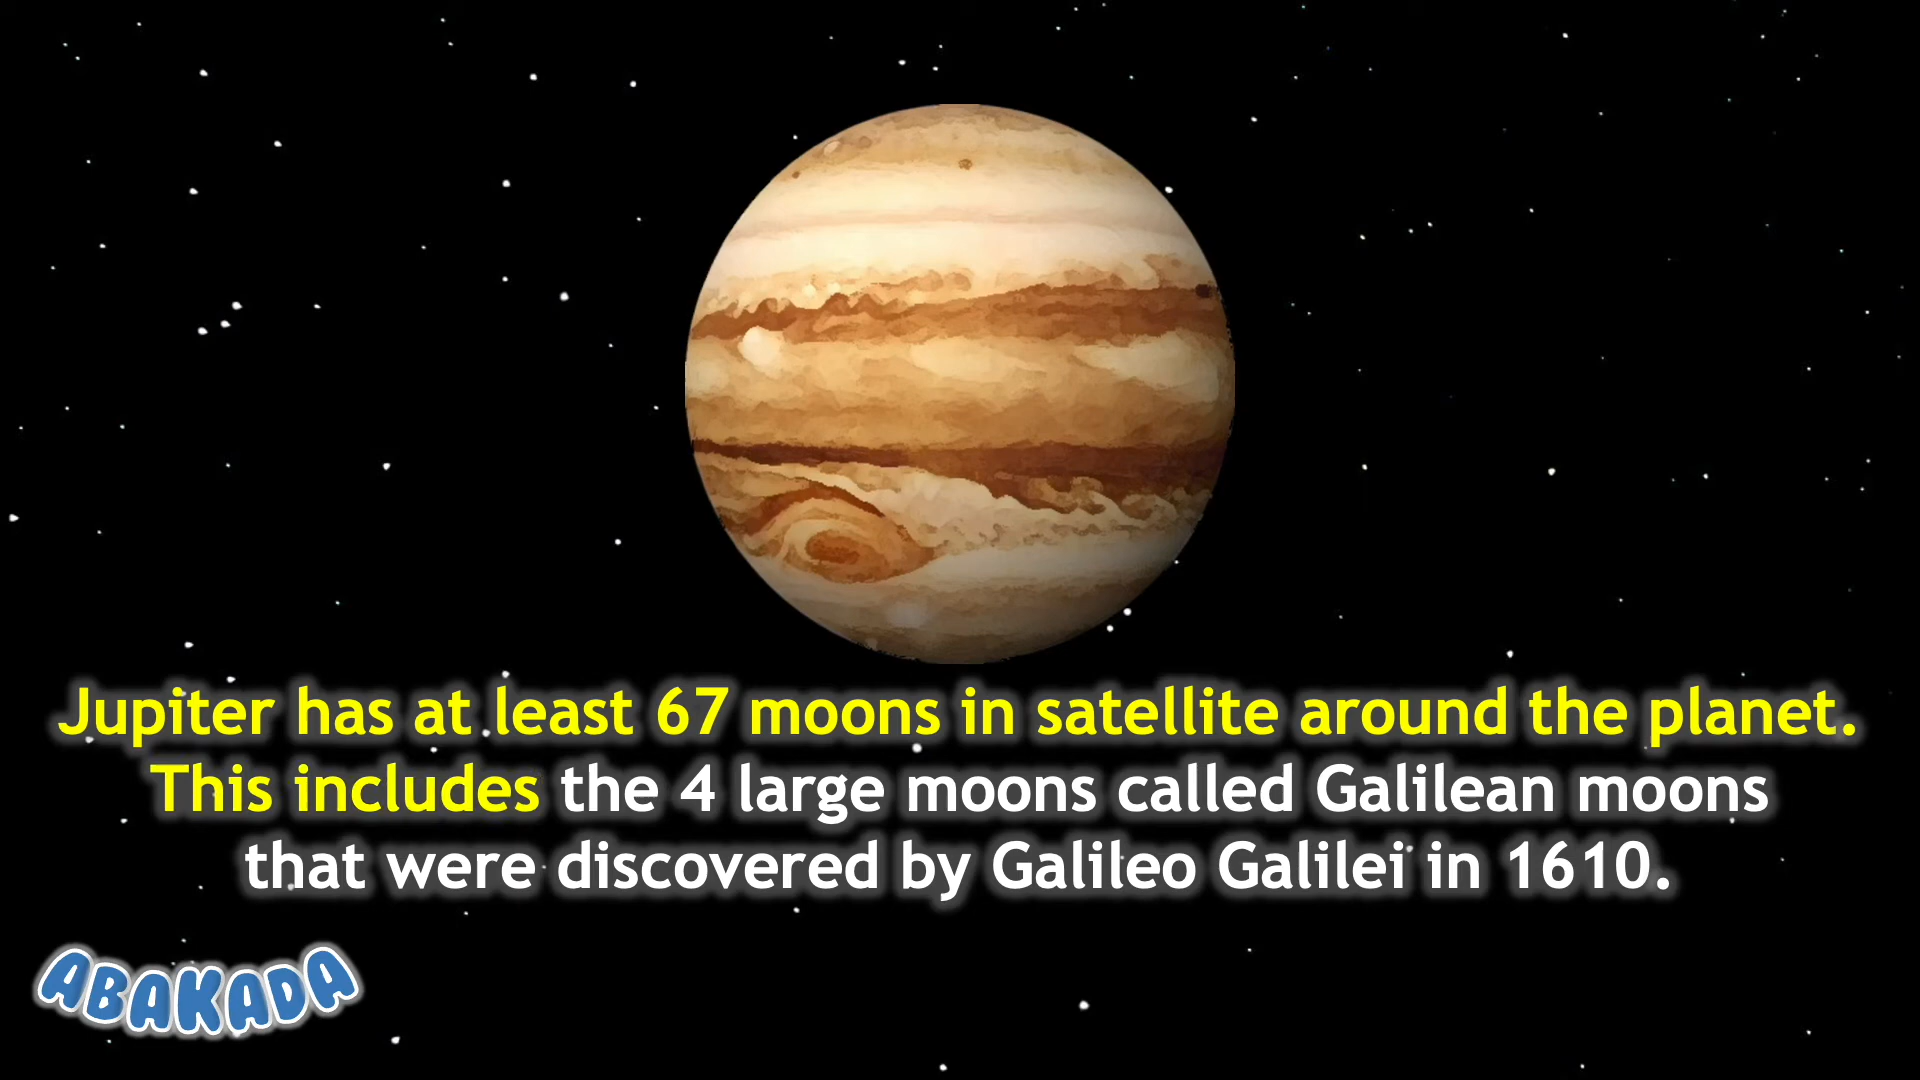 Jupiter has at least 67 moons in satellite around the planet.
This includes the 4 large moons called Galilean moons
that were discovered by Galileo Galilei in 1610.
ABAKADA